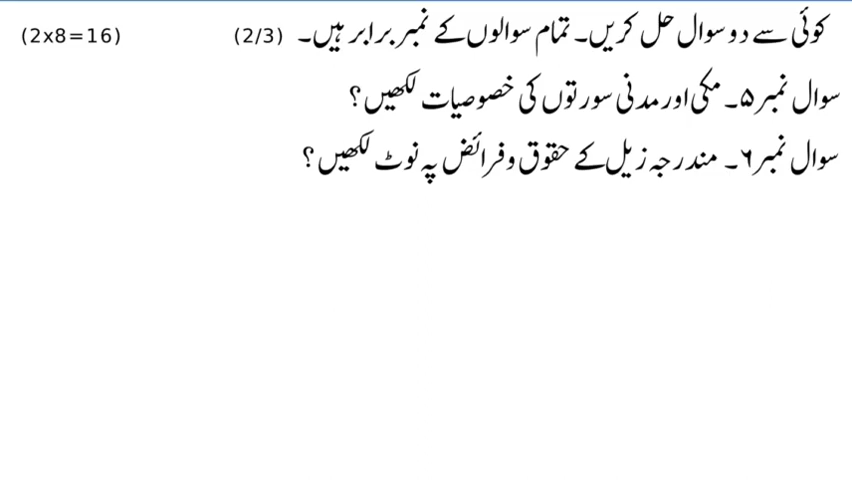 کوئی سے دو سوال حل کریں۔ تمام سوالوں کے نمبر برابر ہیں۔ (2/3) (2x8=16)
سوال نمبر ۵۔ مکی اور مدنی سورتوں کی خصوصیات لکھیں؟
سوال نمبر ۶۔ مندرجہ زیل کے حقوق و فرائض پہ نوٹ لکھیں؟